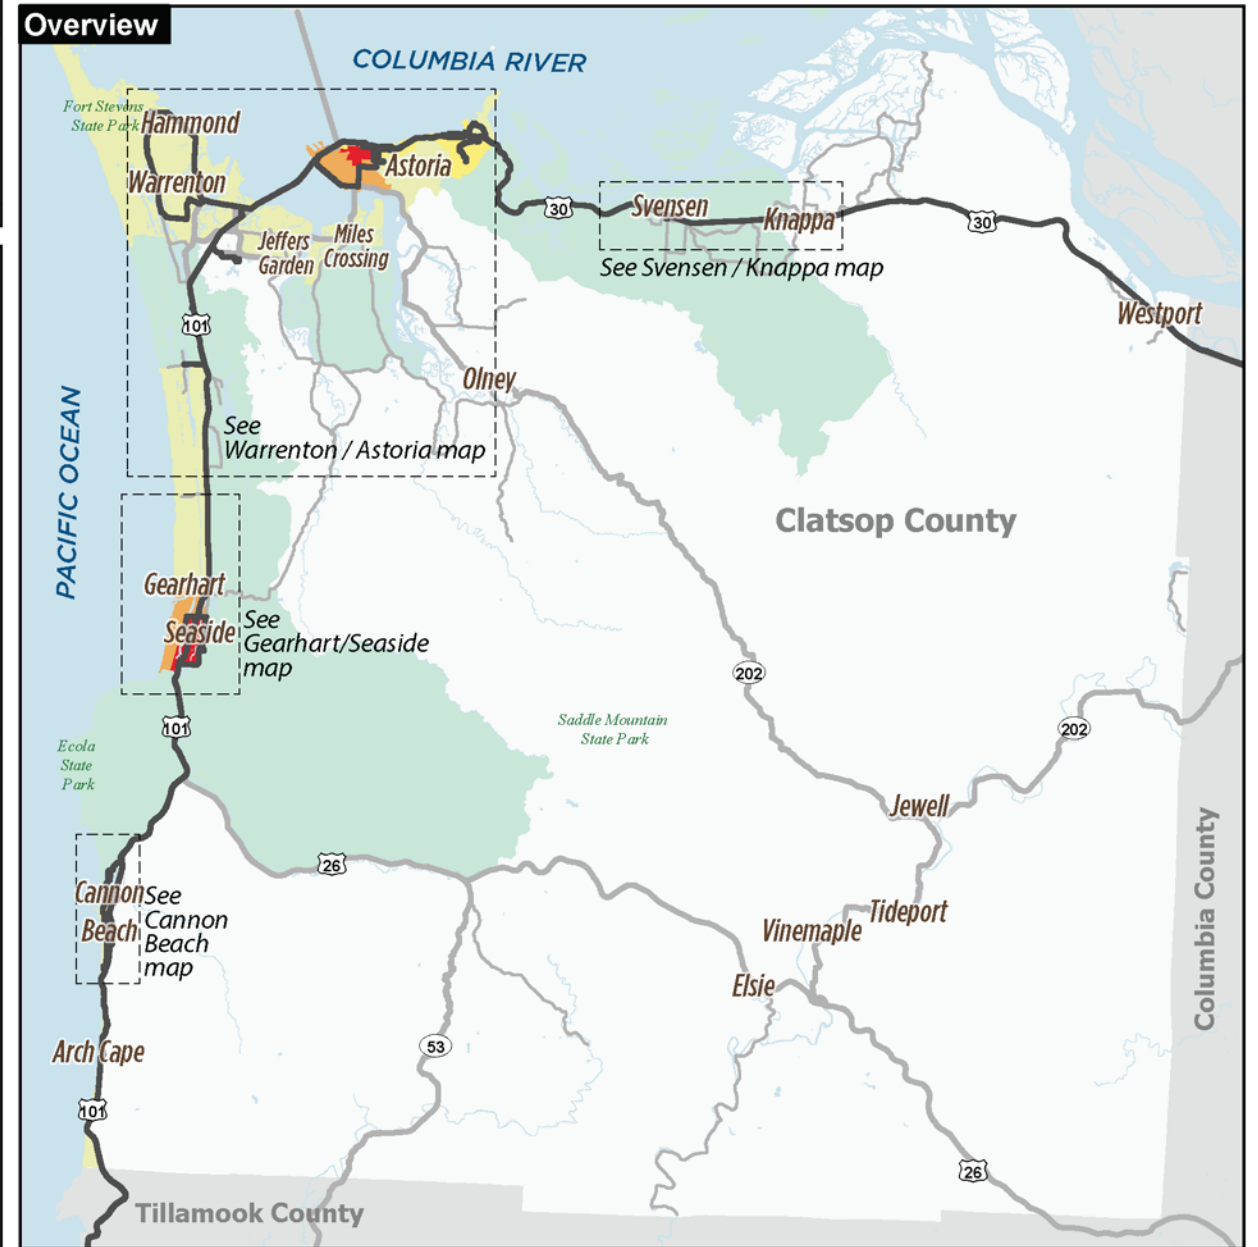 Overview
COLUMBIA RIVER
Fort Stevens
State Park
Hammond
Astoria
Warrenton
Svensen
30
Knappa
30
Jeffers
Garden
Miles
Crossing
See Svensen / Knappa map
Westport
101
Olney
See
Warrenton / Astoria map
PACIFIC OCEAN
Clatsop County
Gearhart
Seaside
See
Gearhart/Seaside
map
202
Saddle Mountain
State Park
101
202
Ecola
State
Park
Jewell
26
Columbia County
Cannon
Beach
See
Cannon
Beach
map
Tideport
Vinemaple
Elsie
Arch Cape
53
101
26
Tillamook County